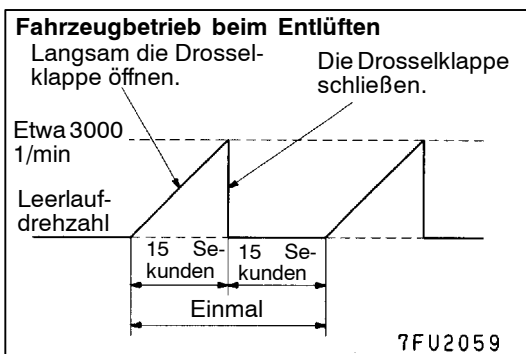 Fahrzeugbetrieb beim Entlüften
Langsam die Drossel-
klappe öffnen.
Die Drosselklappe
schließen.
Etwa 3000
1/min
Leerlauf-
drehzahl
15 Se-
kunden
15 Se-
kunden
Einmal
7FU2059